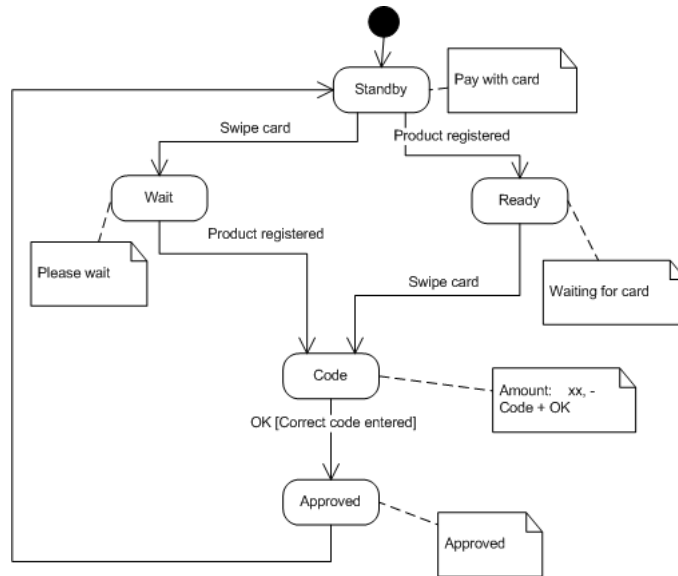 Standby
Pay with card
Swipe card
Product registered
Wait
Ready
Product registered
Please wait
Swipe card
Waiting for card
Code
Amount: xx, -
Code + OK
OK [Correct code entered]
Approved
Approved